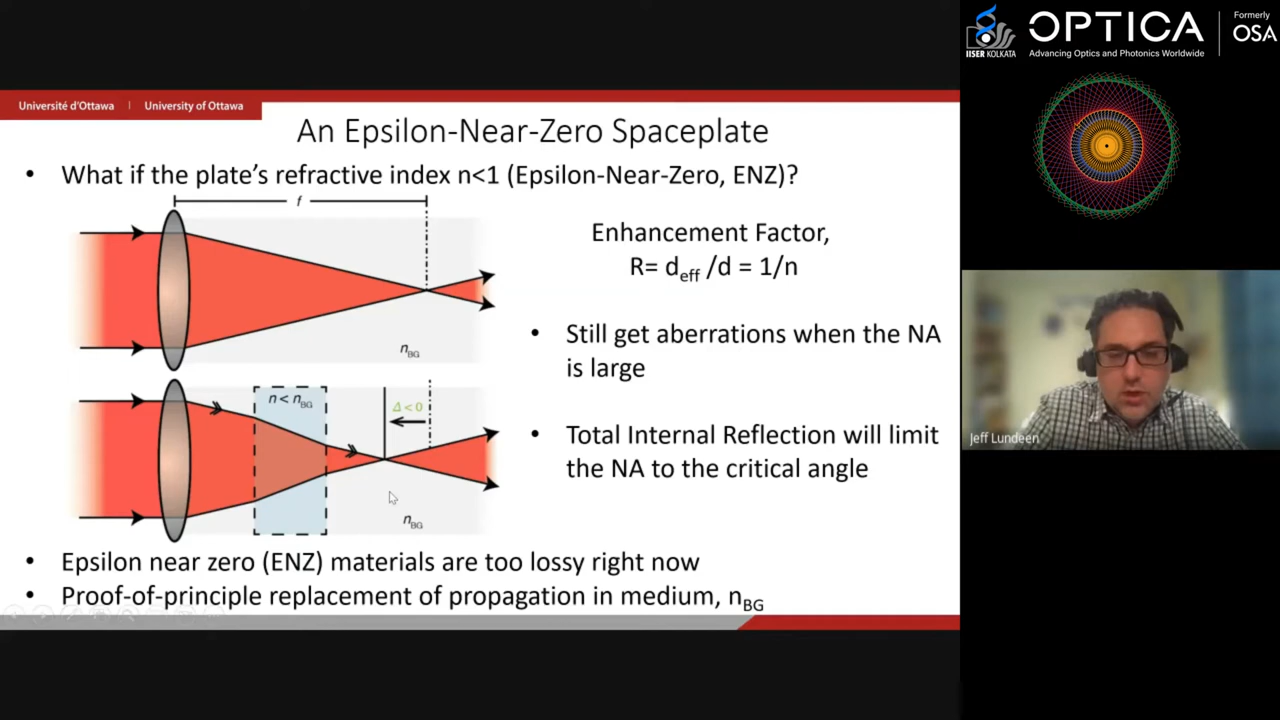 Université d'Ottawa | University of Ottawa
An Epsilon-Near-Zero Spaceplate
• What if the plate's refractive index n<1 (Epsilon-Near-Zero, ENZ)?
f
n_BG
n < n_BG
Δ < 0
n_BG
Enhancement Factor,
R= d_eff /d = 1/n
• Still get aberrations when the NA
is large
• Total Internal Reflection will limit
the NA to the critical angle
• Epsilon near zero (ENZ) materials are too lossy right now
• Proof-of-principle replacement of propagation in medium, n_BG
IISER KOLKATA
OPTICA
Advancing Optics and Photonics Worldwide
Formerly
OSA
Jeff Lundeen